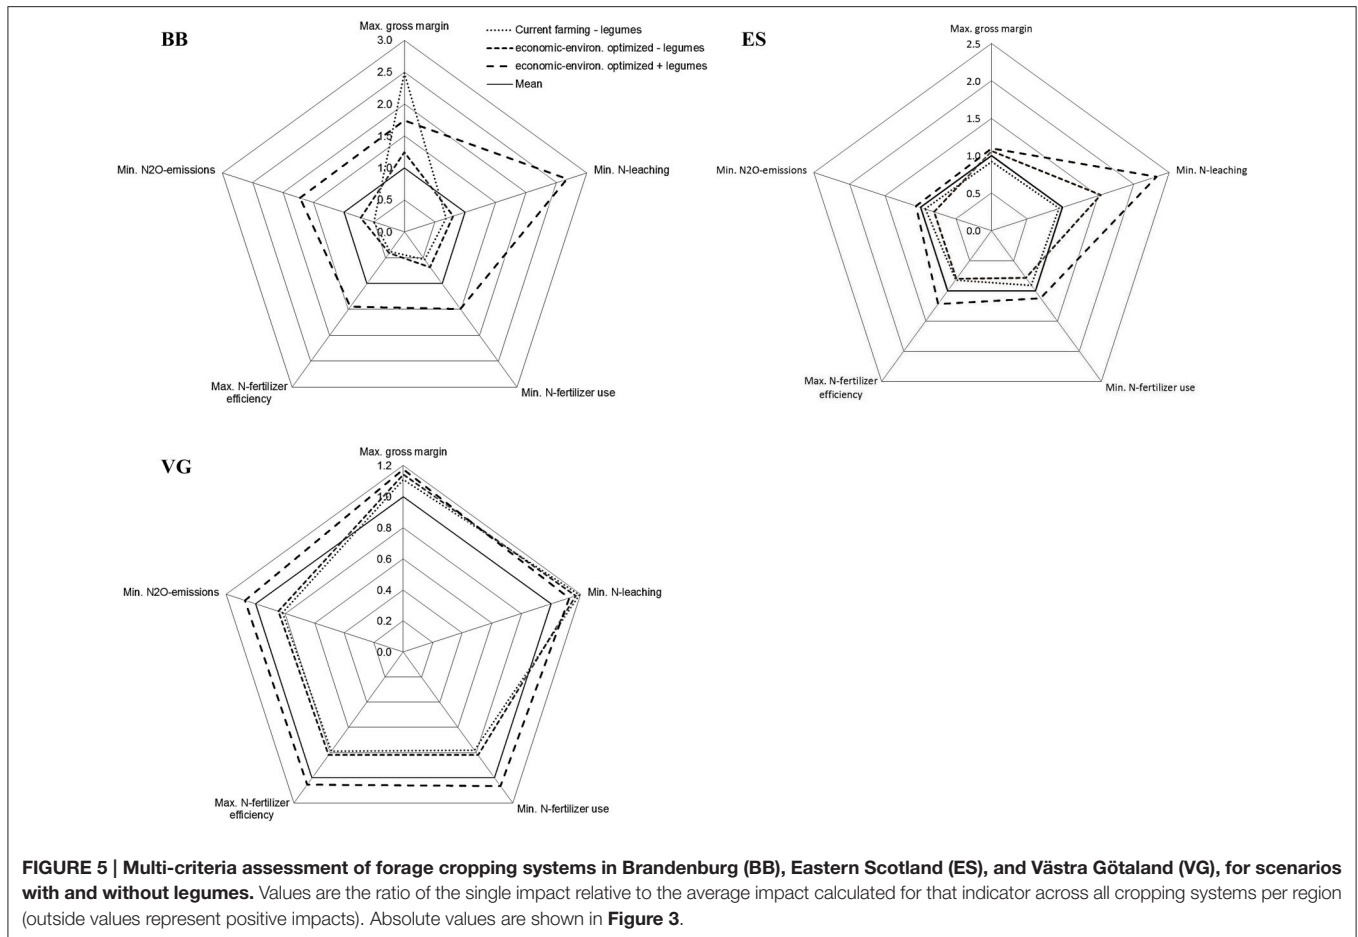 BB
Max. gross margin
3.0
2.5
2.0
1.5
1.0
0.5
0.0
Min. N-leaching
Min. N-fertilizer use
Max. N-fertilizer
efficiency
Min. N2O-emissions
Current farming - legumes
economic-environ. optimized - legumes
economic-environ. optimized + legumes
Mean
ES
Max. gross margin
2.5
2.0
1.5
1.0
0.5
0.0
Min. N-leaching
Min. N-fertilizer use
Max. N-fertilizer
efficiency
Min. N2O-emissions
VG
Max. gross margin
1.2
1.0
0.8
0.6
0.4
0.2
0.0
Min. N-leaching
Min. N-fertilizer use
Max. N-fertilizer
efficiency
Min. N2O-emissions
FIGURE 5 | Multi-criteria assessment of forage cropping systems in Brandenburg (BB), Eastern Scotland (ES), and Västra Götaland (VG), for scenarios
with and without legumes. Values are the ratio of the single impact relative to the average impact calculated for that indicator across all cropping systems per region
(outside values represent positive impacts). Absolute values are shown in Figure 3.